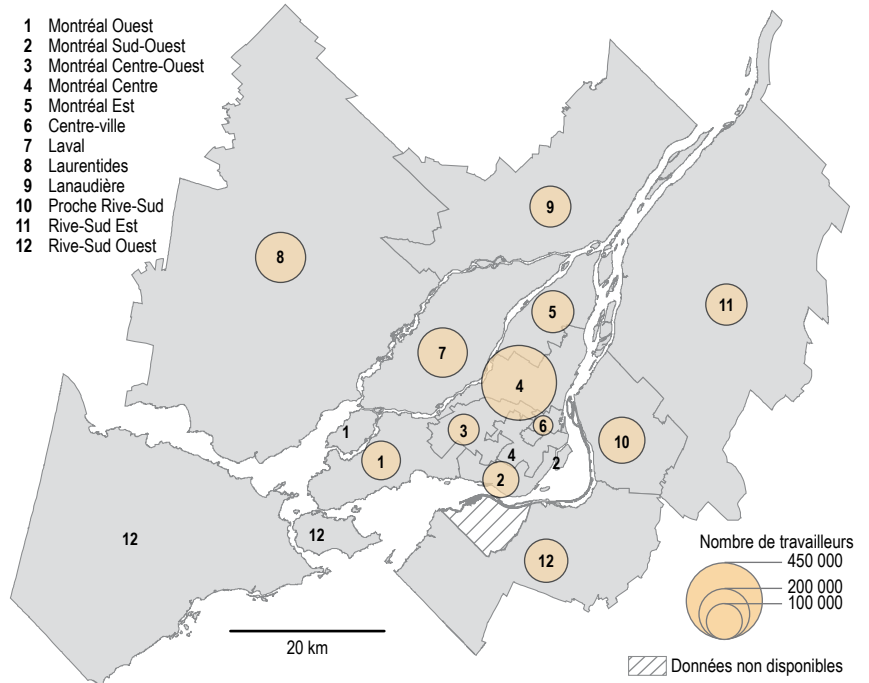 1 Montréal Ouest
2 Montréal Sud-Ouest
3 Montréal Centre-Ouest
4 Montréal Centre
5 Montréal Est
6 Centre-ville
7 Laval
8 Laurentides
9 Lanaudière
10 Proche Rive-Sud
11 Rive-Sud Est
12 Rive-Sud Ouest
9
8
11
5
7
4
6
1
3
10
4
1
2
2
12
12
12
Nombre de travailleurs
450 000
200 000
100 000
20 km
Données non disponibles